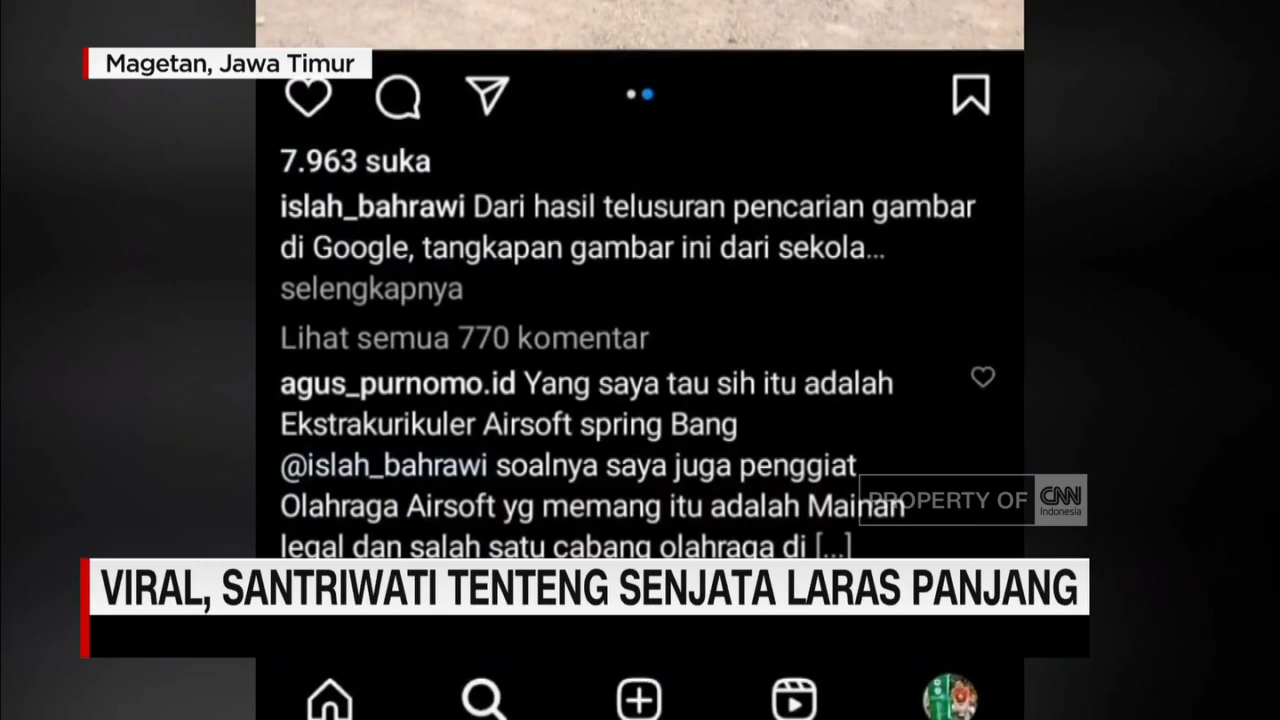 Magetan, Jawa Timur
7.963 suka
islah_bahrawi Dari hasil telusuran pencarian gambar
di Google, tangkapan gambar ini dari sekola...
selengkapnya
Lihat semua 770 komentar
agus_purnomo.id Yang saya tau sih itu adalah
Ekstrakurikuler Airsoft spring Bang
@islah_bahrawi soalnya saya juga penggiat
Olahraga Airsoft yg memang itu adalah Mainan
legal dan salah satu cabang olahraga di [...]
PROPERTY OF CNN Indonesia
VIRAL, SANTRIWATI TENTENG SENJATA LARAS PANJANG